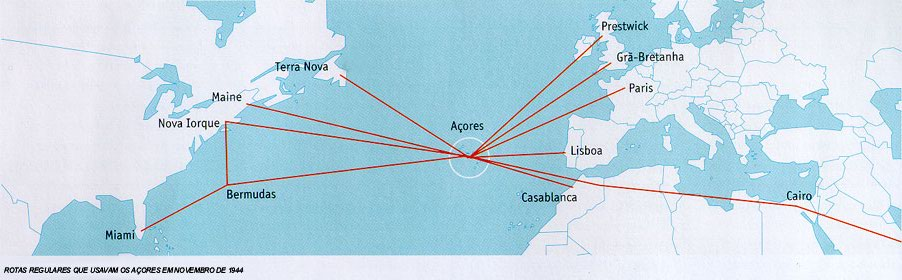 Prestwick
Grã-Bretanha
Terra Nova
Paris
Maine
Nova Iorque
Açores
Lisboa
Bermudas
Casablanca
Cairo
Miami
ROTAS REGULARES QUE USAVAM OS AÇORES EM NOVEMBRO DE 1944